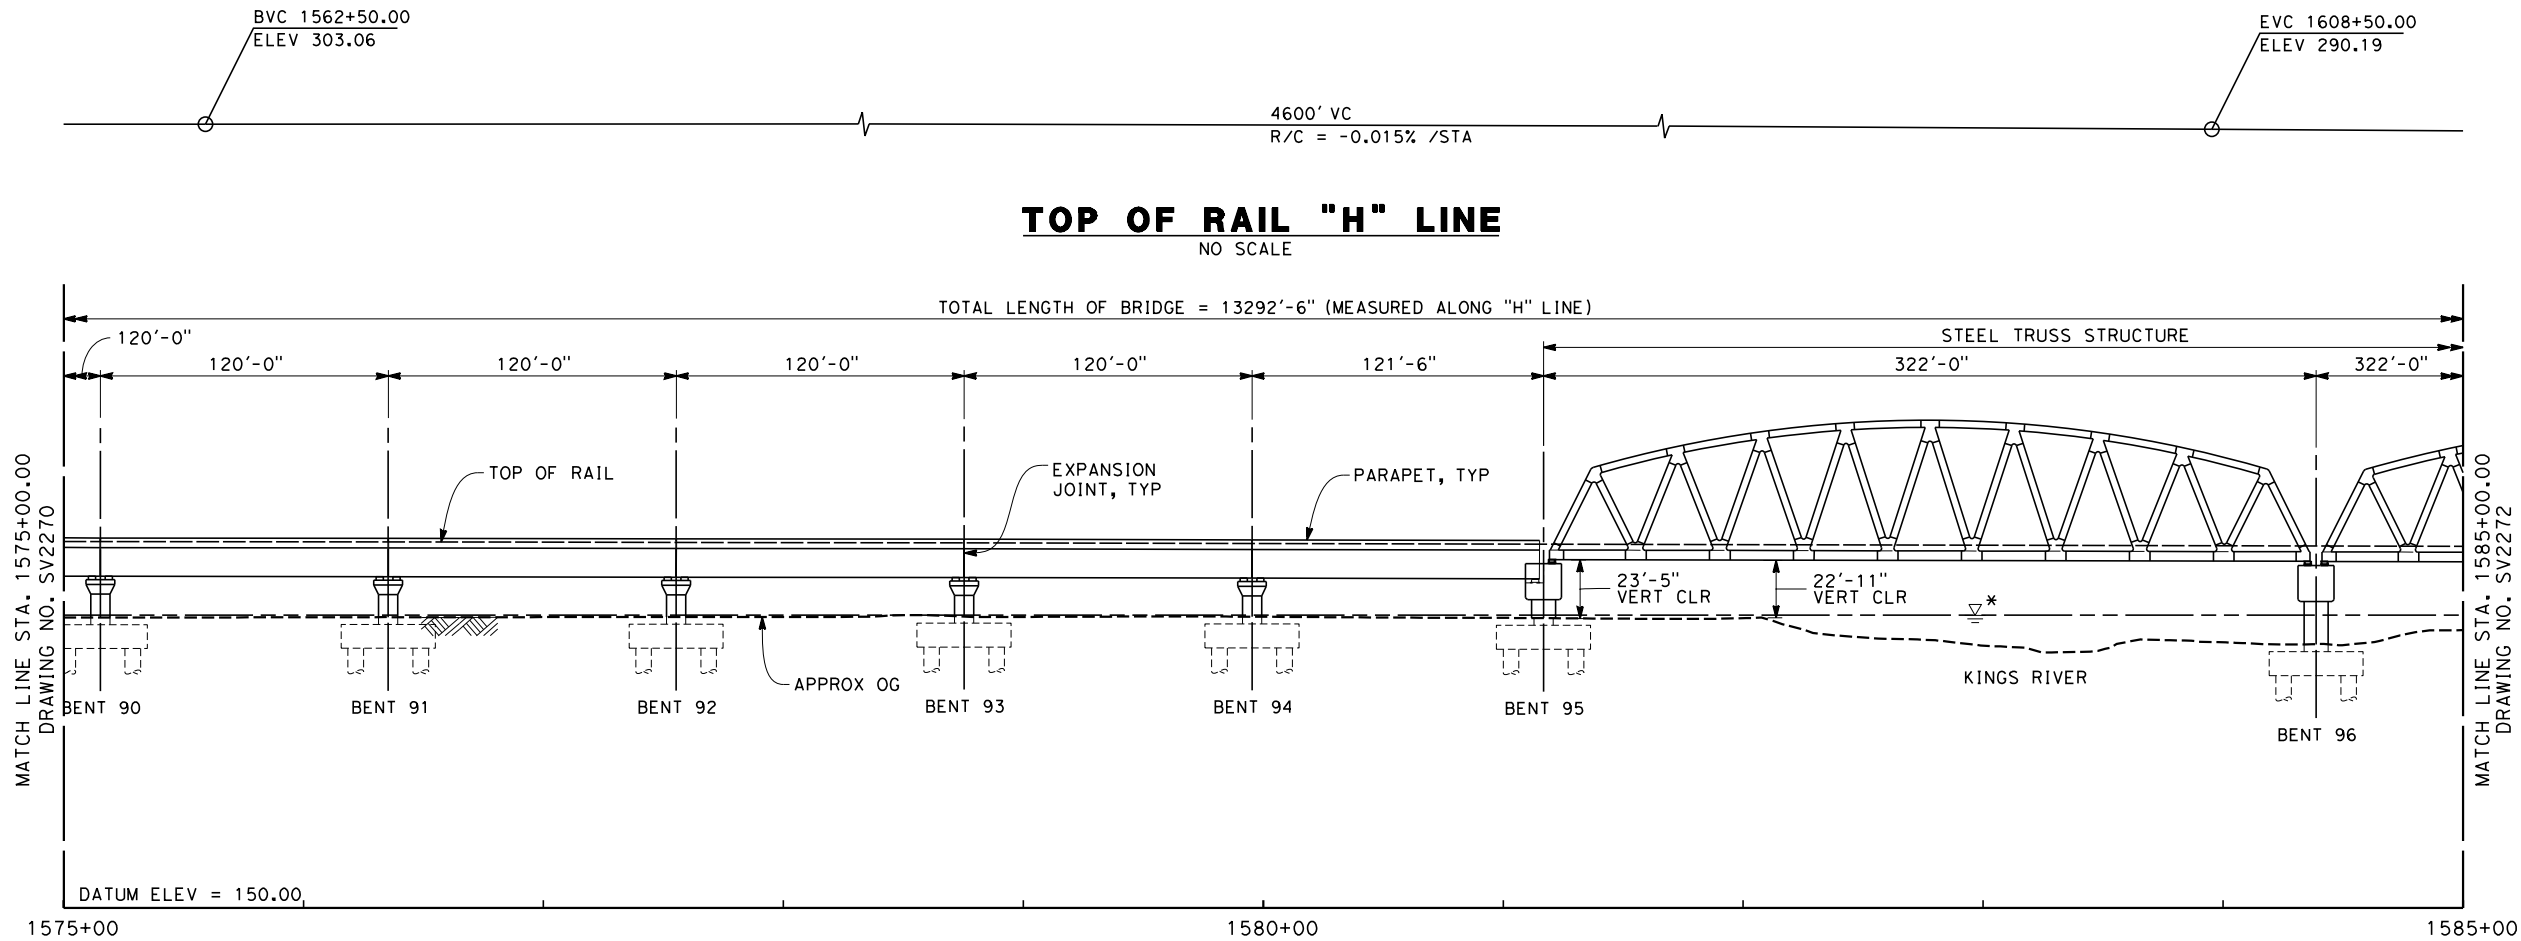 BVC 1562+50.00
ELEV 303.06
EVC 1608+50.00
ELEV 290.19
4600' VC
R/C = -0.015% /STA
TOP OF RAIL "H" LINE
NO SCALE
TOTAL LENGTH OF BRIDGE = 13292'-6" (MEASURED ALONG "H" LINE)
STEEL TRUSS STRUCTURE
120'-0"
120'-0"
120'-0"
120'-0"
120'-0"
121'-6"
322'-0"
322'-0"
TOP OF RAIL
EXPANSION
JOINT, TYP
PARAPET, TYP
MATCH LINE STA. 1575+00.00
DRAWING NO. SV2270
MATCH LINE STA. 1585+00.00
DRAWING NO. SV2272
23'-5"
VERT CLR
22'-11"
VERT CLR
*
APPROX OG
KINGS RIVER
BENT 90
BENT 91
BENT 92
BENT 93
BENT 94
BENT 95
BENT 96
DATUM ELEV = 150.00
1575+00
1580+00
1585+00